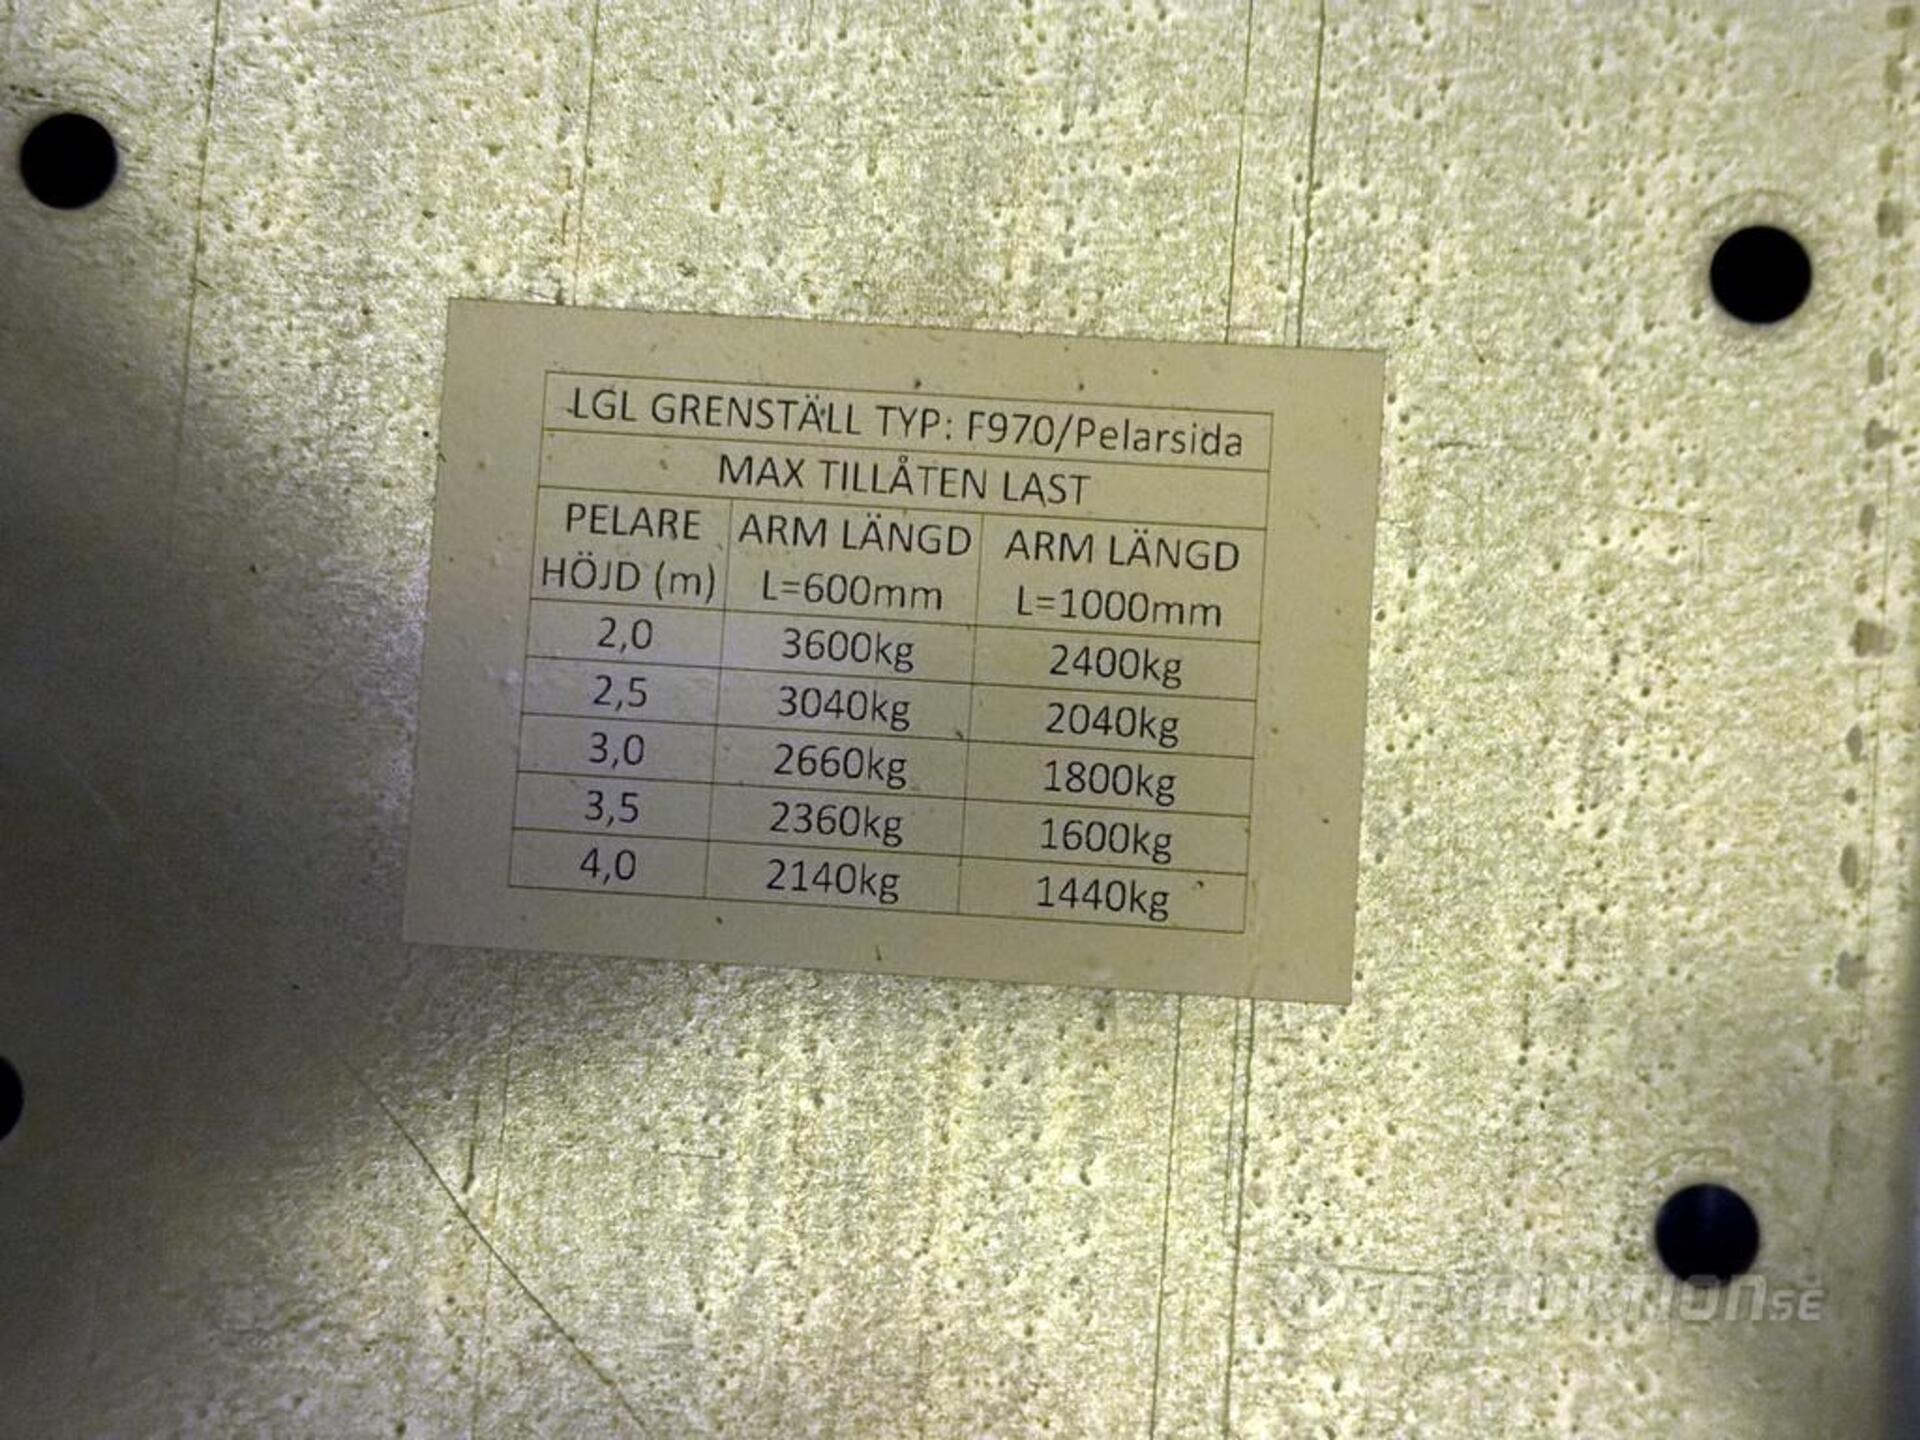 LGL GRENSTÄLL TYP: F970/Pelarsida
MAX TILLÅTEN LAST
PELARE HÖJD (m) ARM LÄNGD L=600mm ARM LÄNGD L=1000mm
2,0 3600kg 2400kg
2,5 3040kg 2040kg
3,0 2660kg 1800kg
3,5 2360kg 1600kg
4,0 2140kg 1440kg